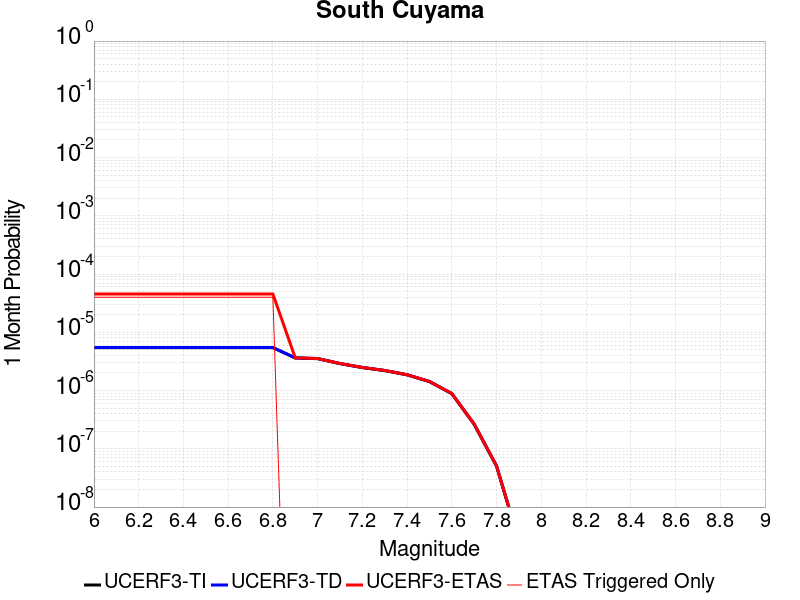 South Cuyama
10^0
10^-1
10^-2
10^-3
10^-4
10^-5
10^-6
10^-7
10^-8
1 Month Probability
6 6.2 6.4 6.6 6.8 7 7.2 7.4 7.6 7.8 8 8.2 8.4 8.6 8.8 9
Magnitude
UCERF3-TI UCERF3-TD UCERF3-ETAS ETAS Triggered Only